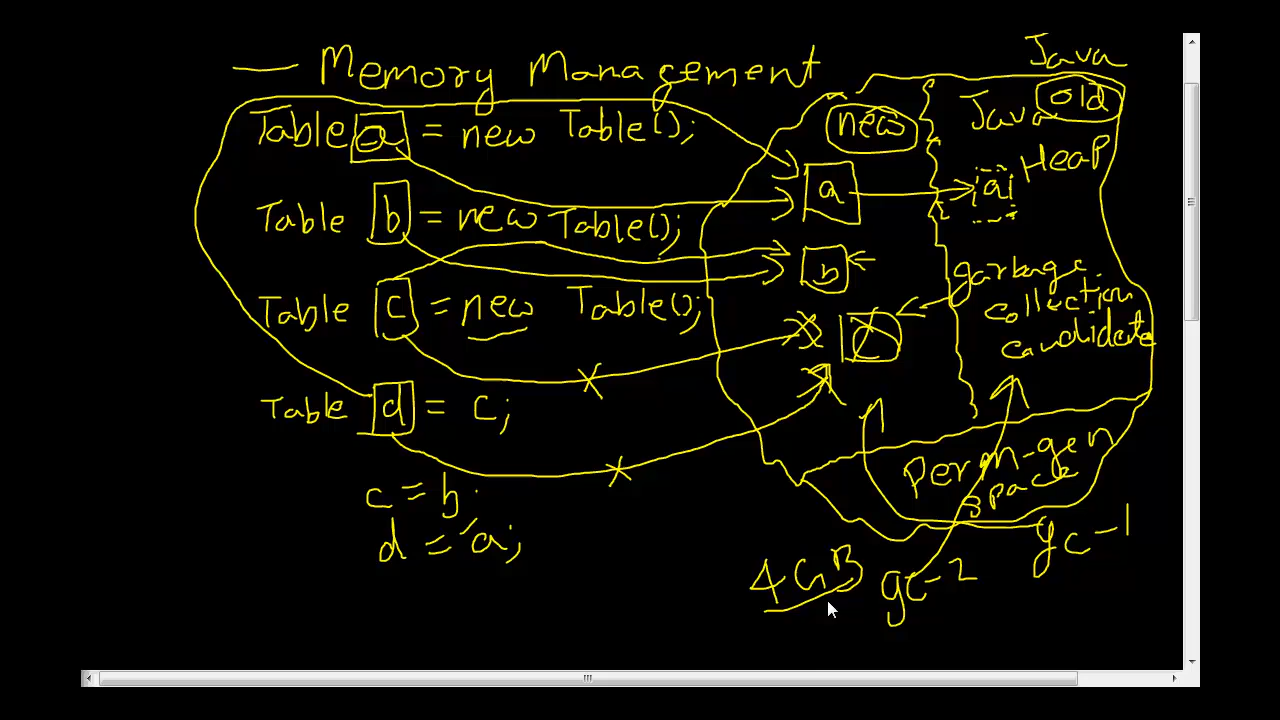 — Memory Management
Table a = new Table();
Table b = new Table();
Table c = new Table();
Table d = c;
c = b;
d = a;
Java
new
Java old
Heap
a
a
b
c
garbage
collection
candidate
Perm-gen
space
gc-1
gc-2
4GB